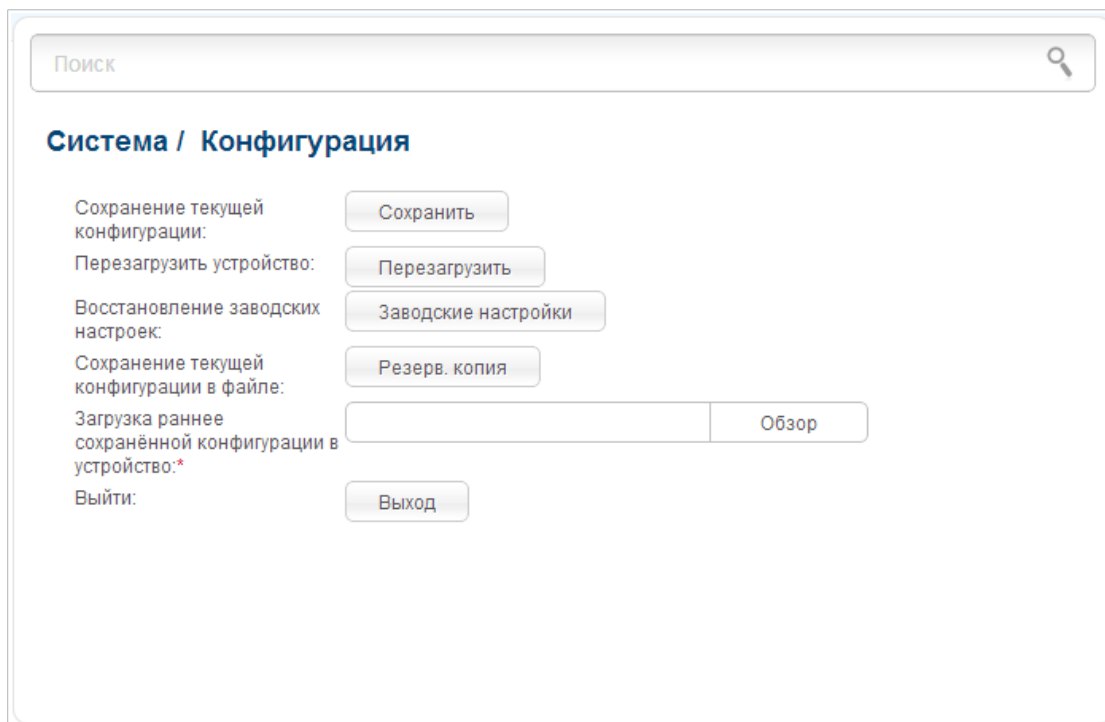 Поиск
Система / Конфигурация
Сохранение текущей
конфигурации:
Сохранить
Перезагрузить устройство:
Перезагрузить
Восстановление заводских
настроек:
Заводские настройки
Сохранение текущей
конфигурации в файле:
Резерв. копия
Загрузка раннее
сохранённой конфигурации в
устройство:*
Обзор
Выйти:
Выход